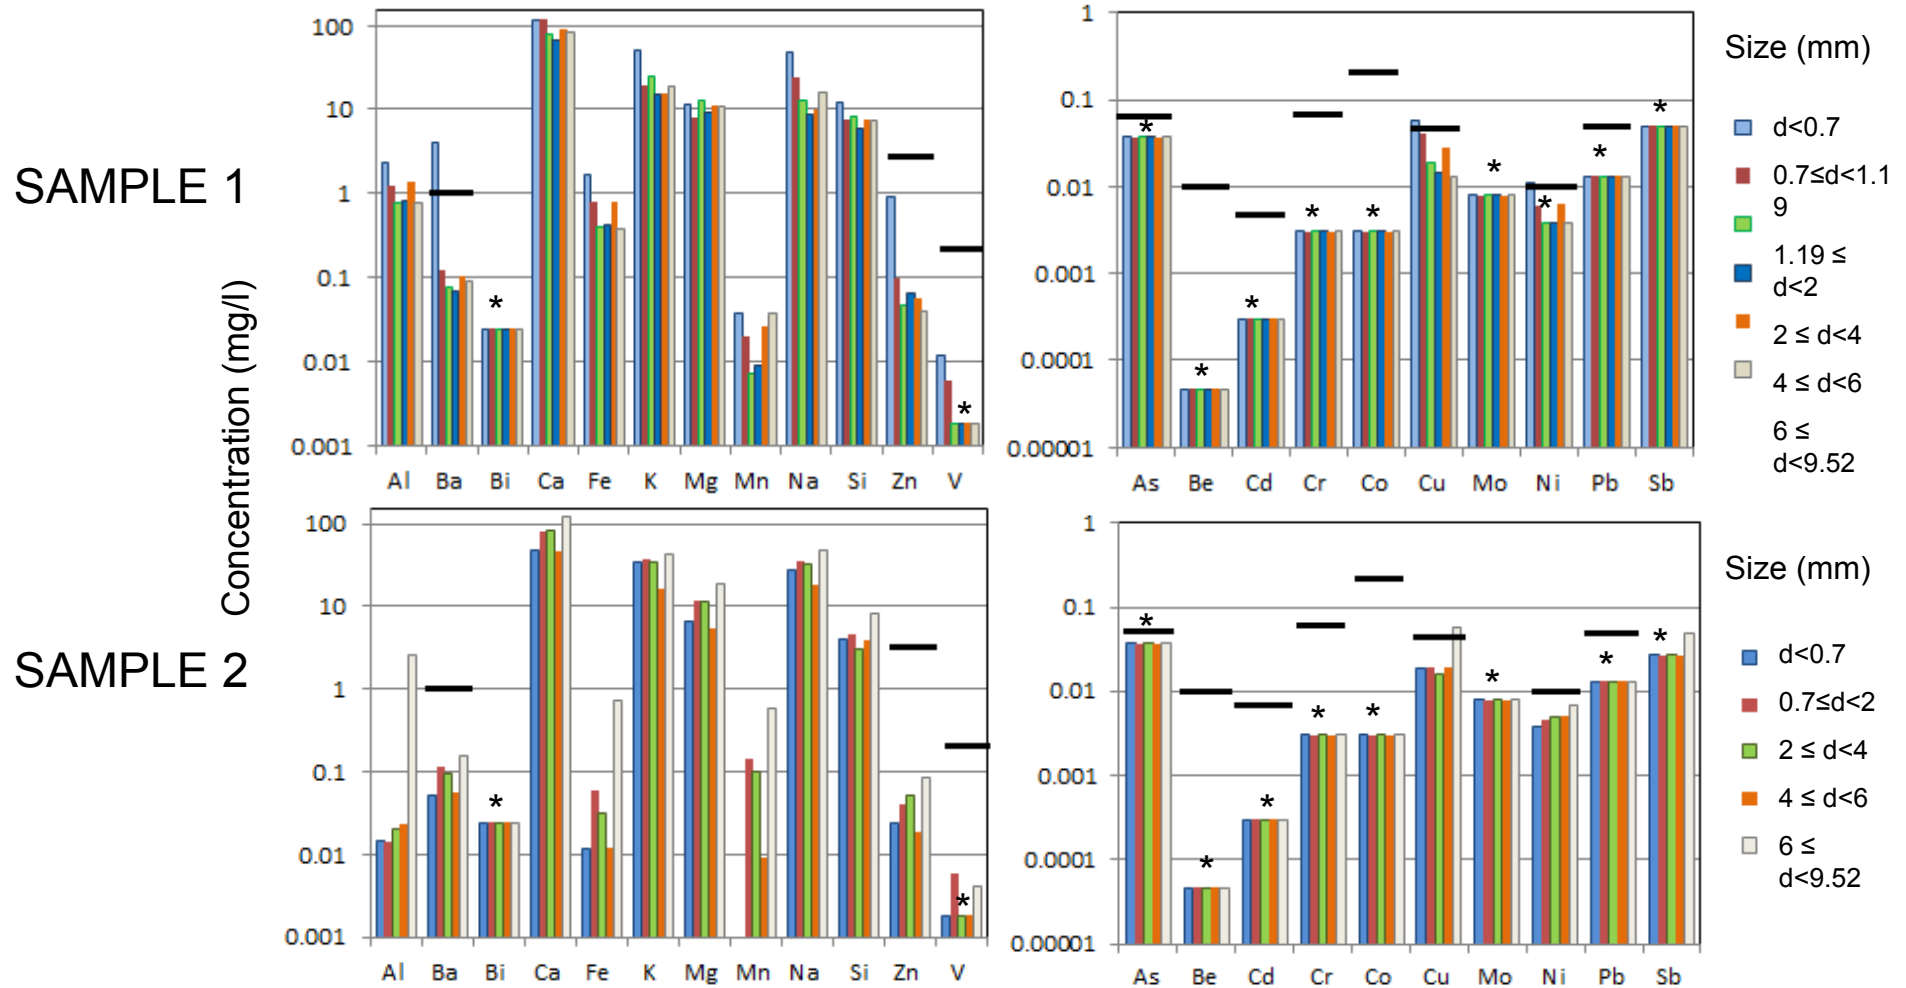 SAMPLE 1
SAMPLE 2
Concentration (mg/l)
100
10
1
0.1
0.01
0.001
Al Ba Bi Ca Fe K Mg Mn Na Si Zn V
*
*
1
0.1
0.01
0.001
0.0001
0.00001
As Be Cd Cr Co Cu Mo Ni Pb Sb
*
*
*
*
*
*
*
*
*
Size (mm)
d<0.7
0.7≤d<1.1
9
1.19 ≤
d<2
2 ≤ d<4
4 ≤ d<6
6 ≤
d<9.52
100
10
1
0.1
0.01
0.001
Al Ba Bi Ca Fe K Mg Mn Na Si Zn V
*
*
1
0.1
0.01
0.001
0.0001
0.00001
As Be Cd Cr Co Cu Mo Ni Pb Sb
*
*
*
*
*
*
*
*
Size (mm)
d<0.7
0.7≤d<2
2 ≤ d<4
4 ≤ d<6
6 ≤
d<9.52